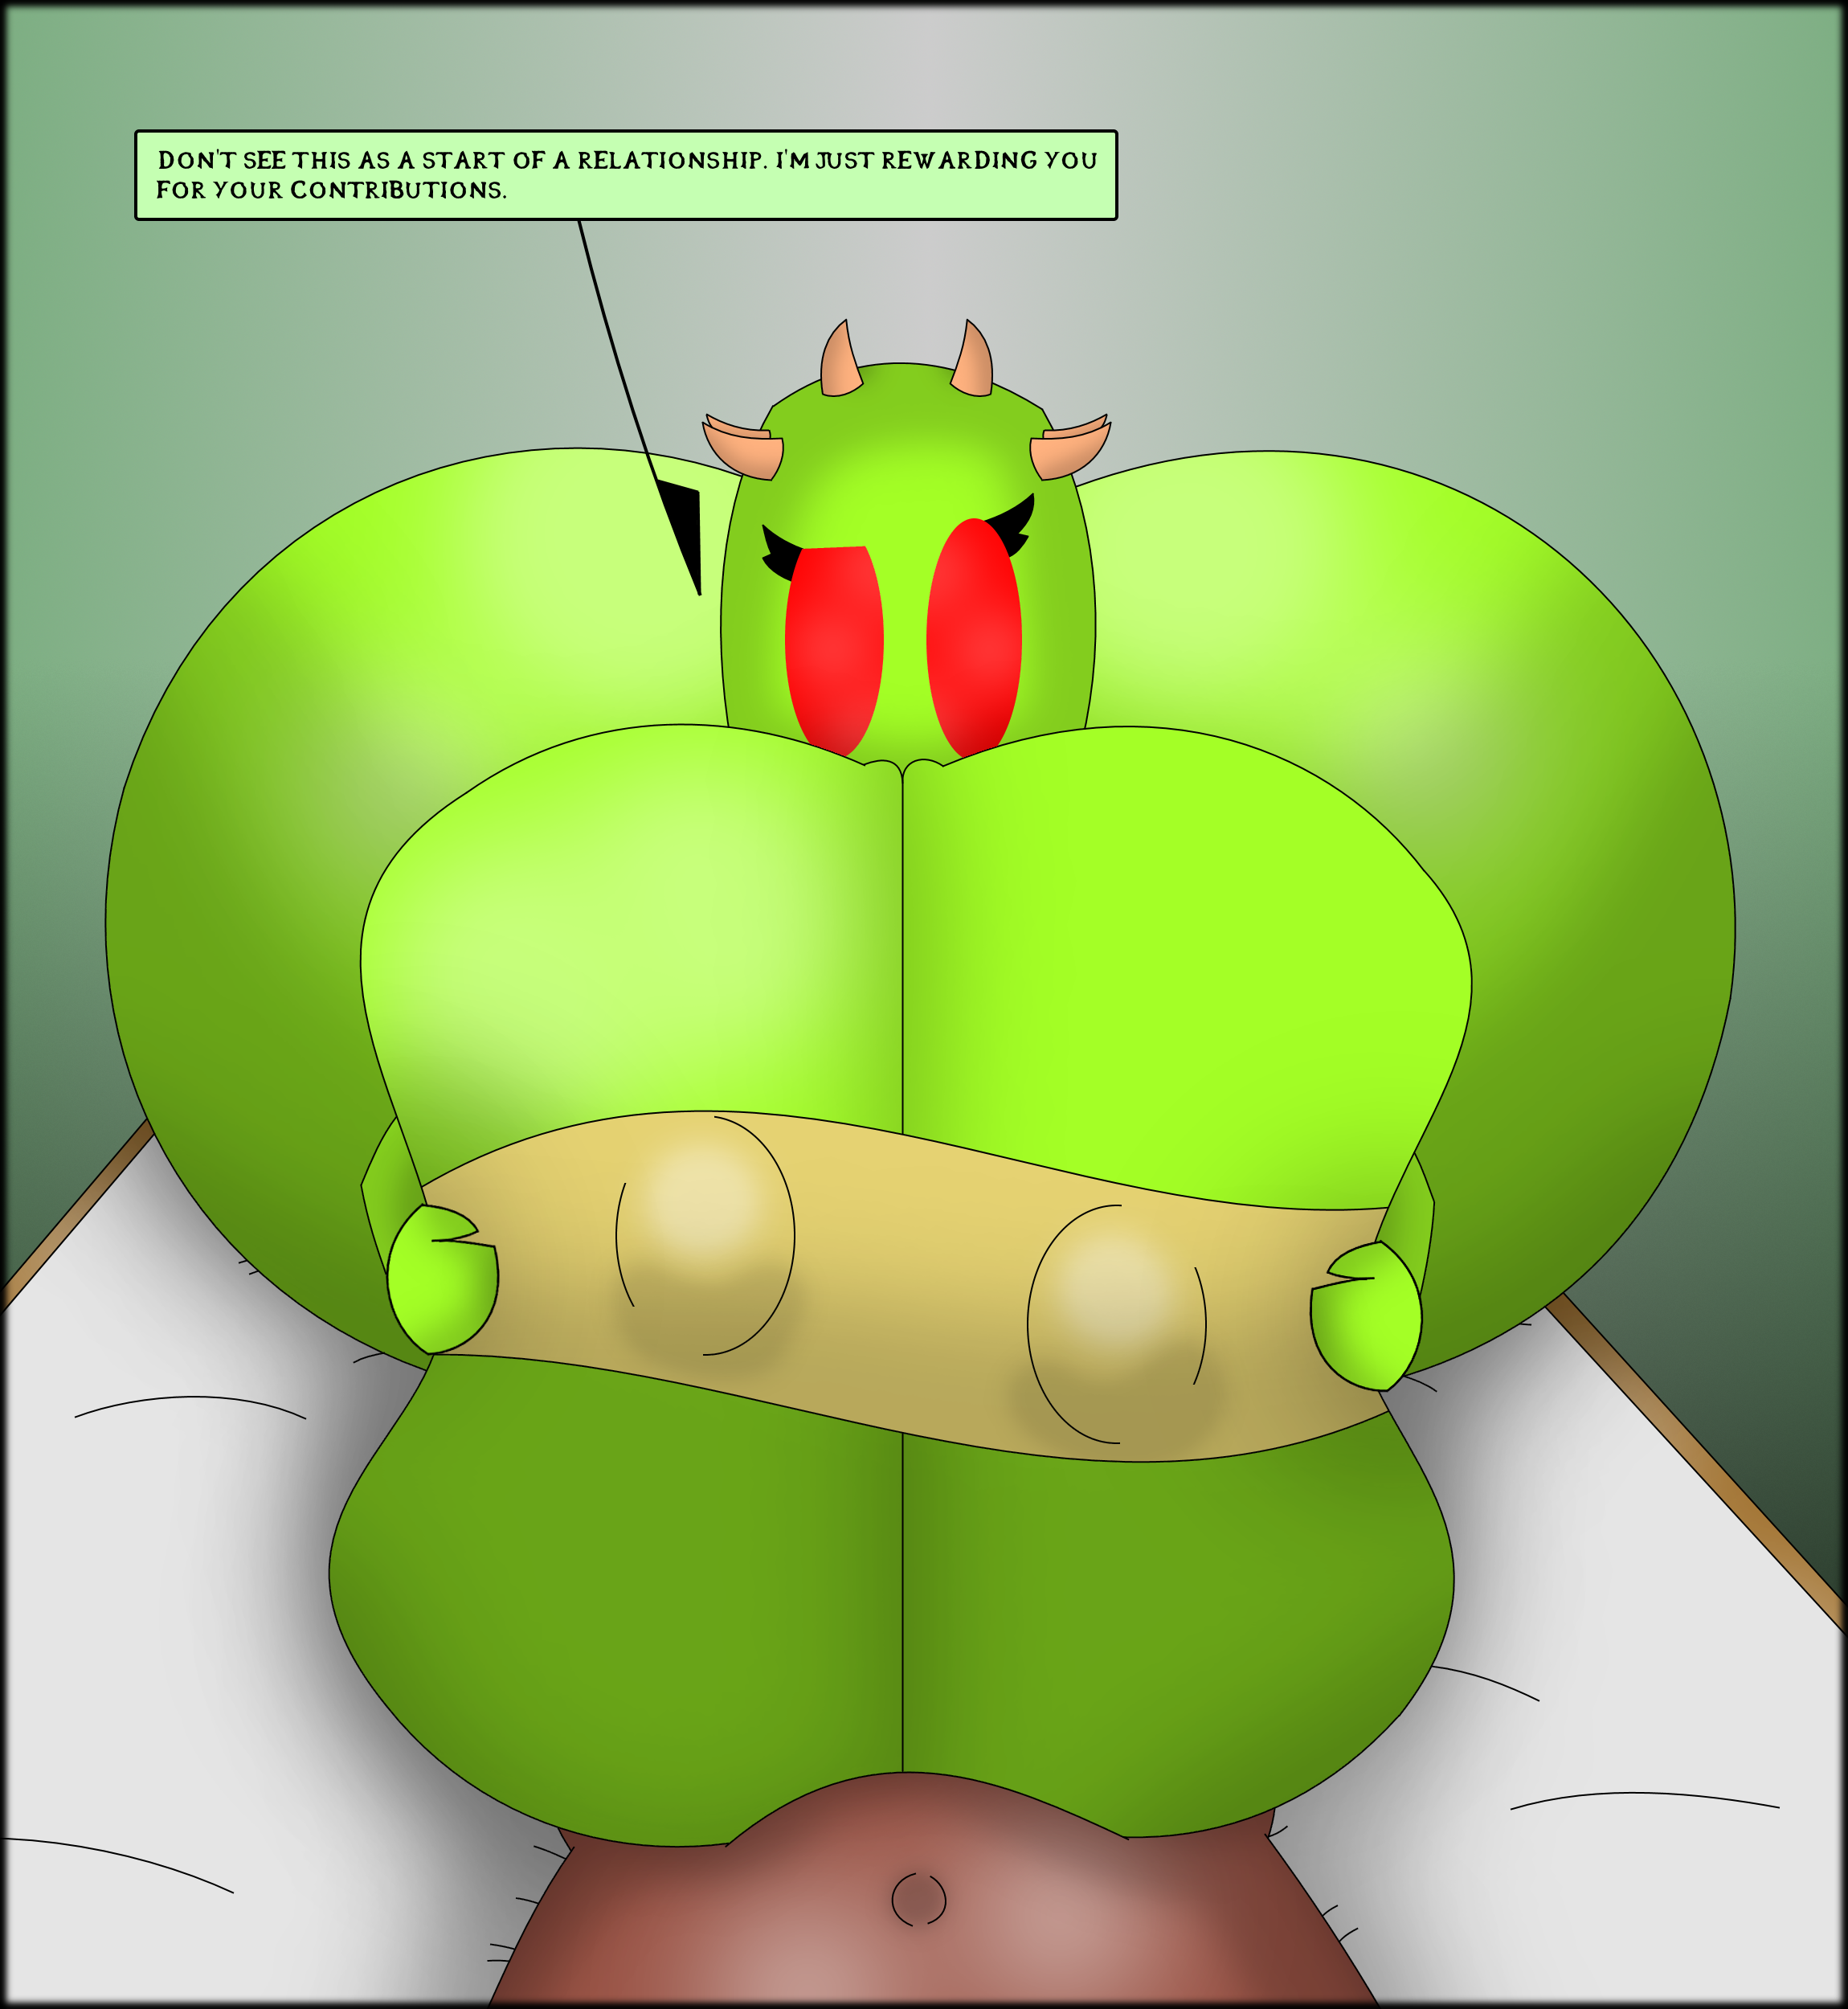 DON'T SEE THIS AS A START OF A RELATIONSHIP. I'M JUST REWARDING YOU
FOR YOUR CONTRIBUTIONS.